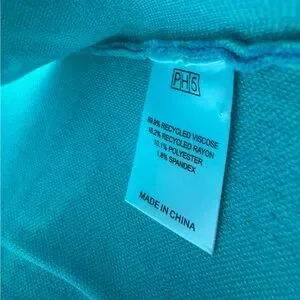 PH5
RECYCLED VISCOSE
RECYCLED RAYON
POLYESTER
SPANDEX
MADE IN CHINA